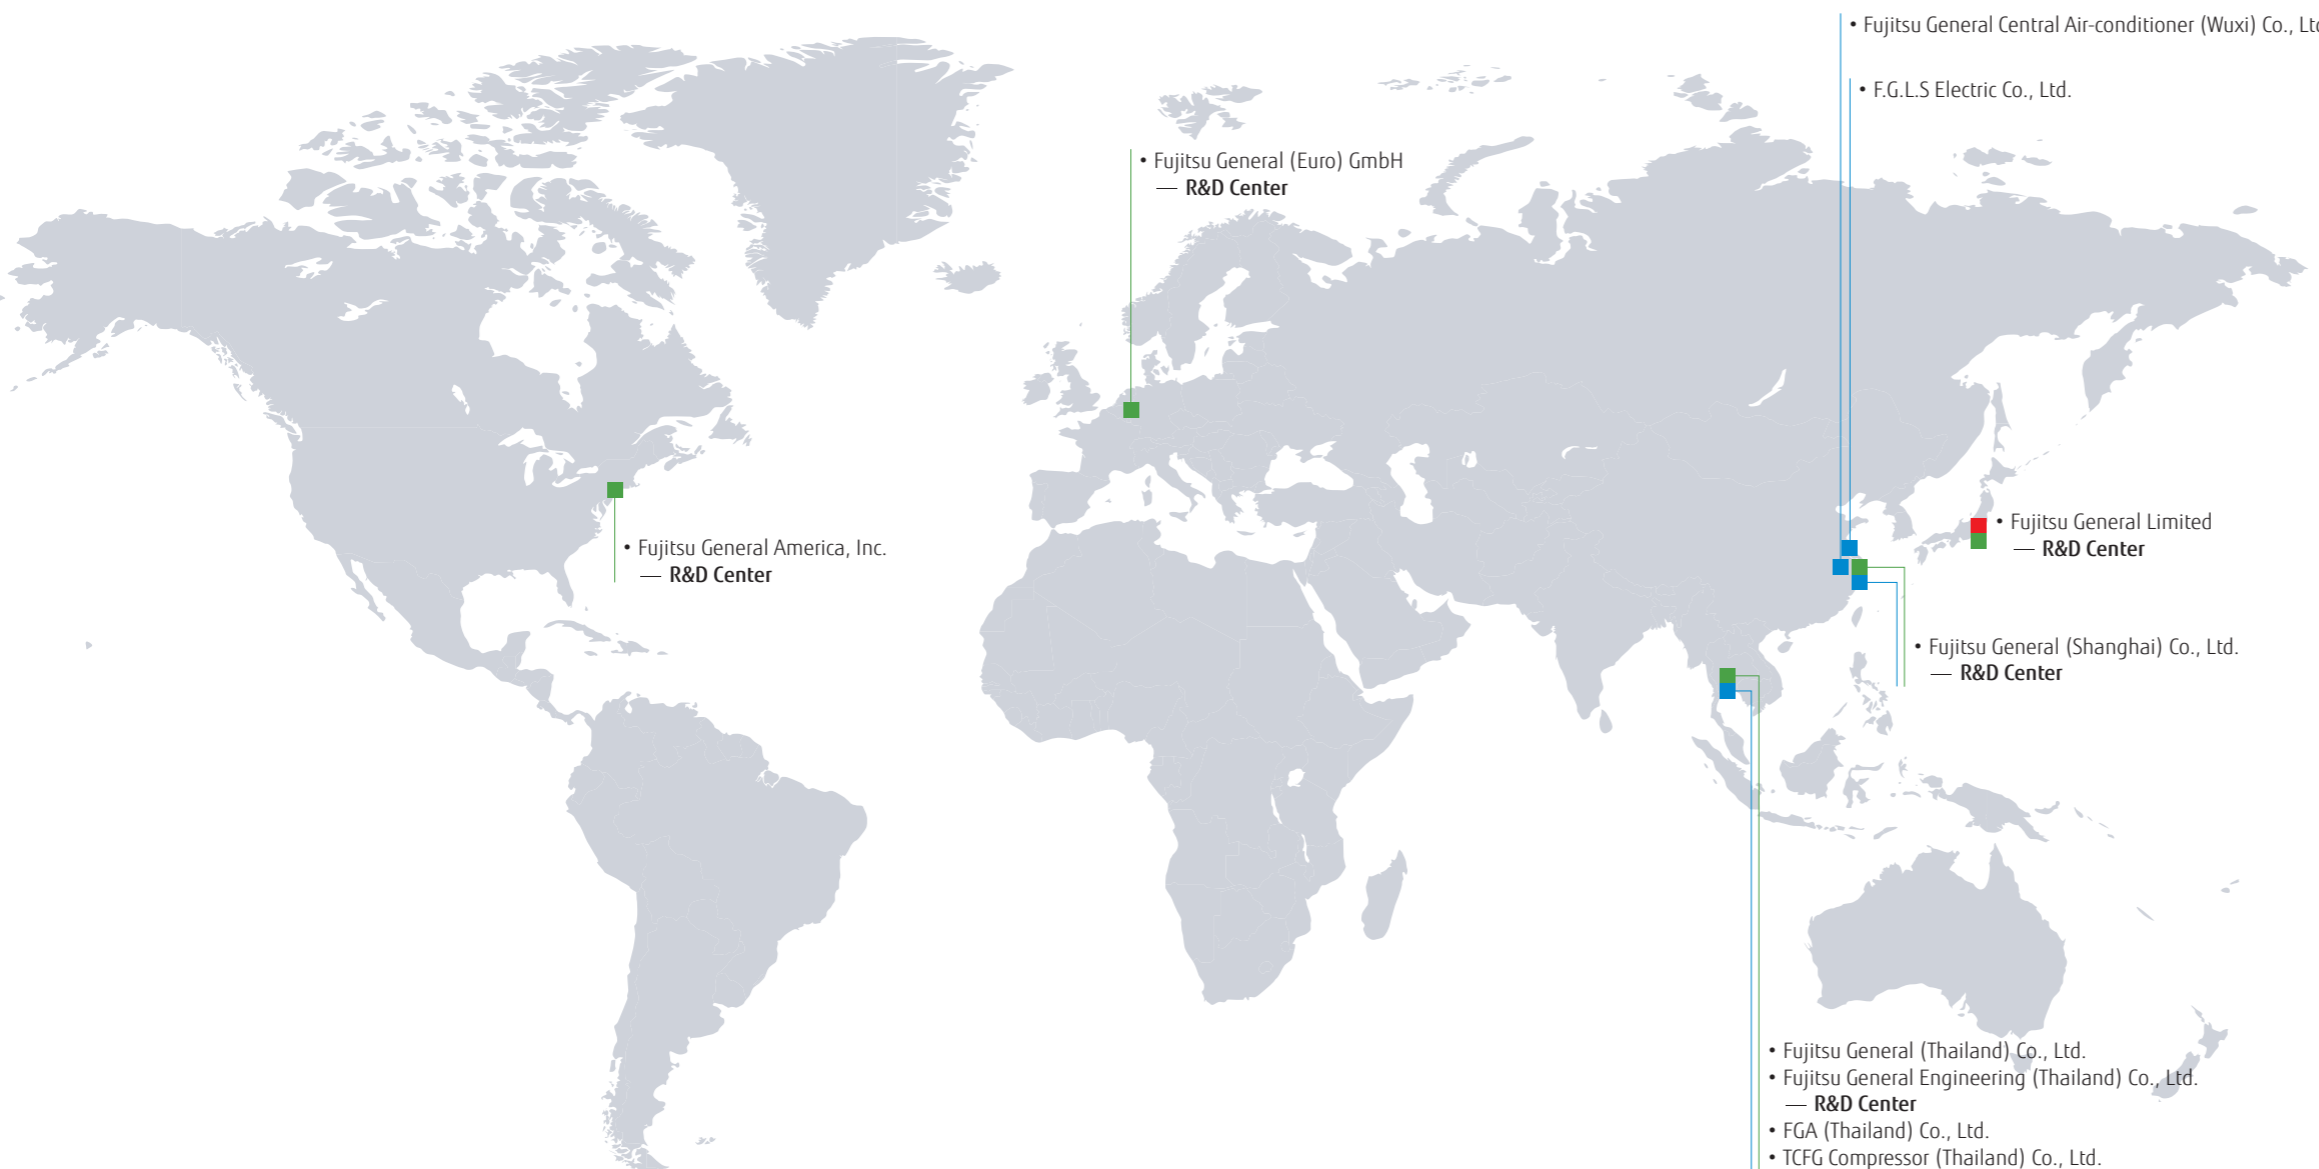 • Fujitsu General Central Air-conditioner (Wuxi) Co., Ltd
• F.G.L.S Electric Co., Ltd.
• Fujitsu General (Euro) GmbH
— R&D Center
• Fujitsu General Limited
— R&D Center
• Fujitsu General America, Inc.
— R&D Center
• Fujitsu General (Shanghai) Co., Ltd.
— R&D Center
• Fujitsu General (Thailand) Co., Ltd.
• Fujitsu General Engineering (Thailand) Co., Ltd.
— R&D Center
• FGA (Thailand) Co., Ltd.
• TCFG Compressor (Thailand) Co., Ltd.